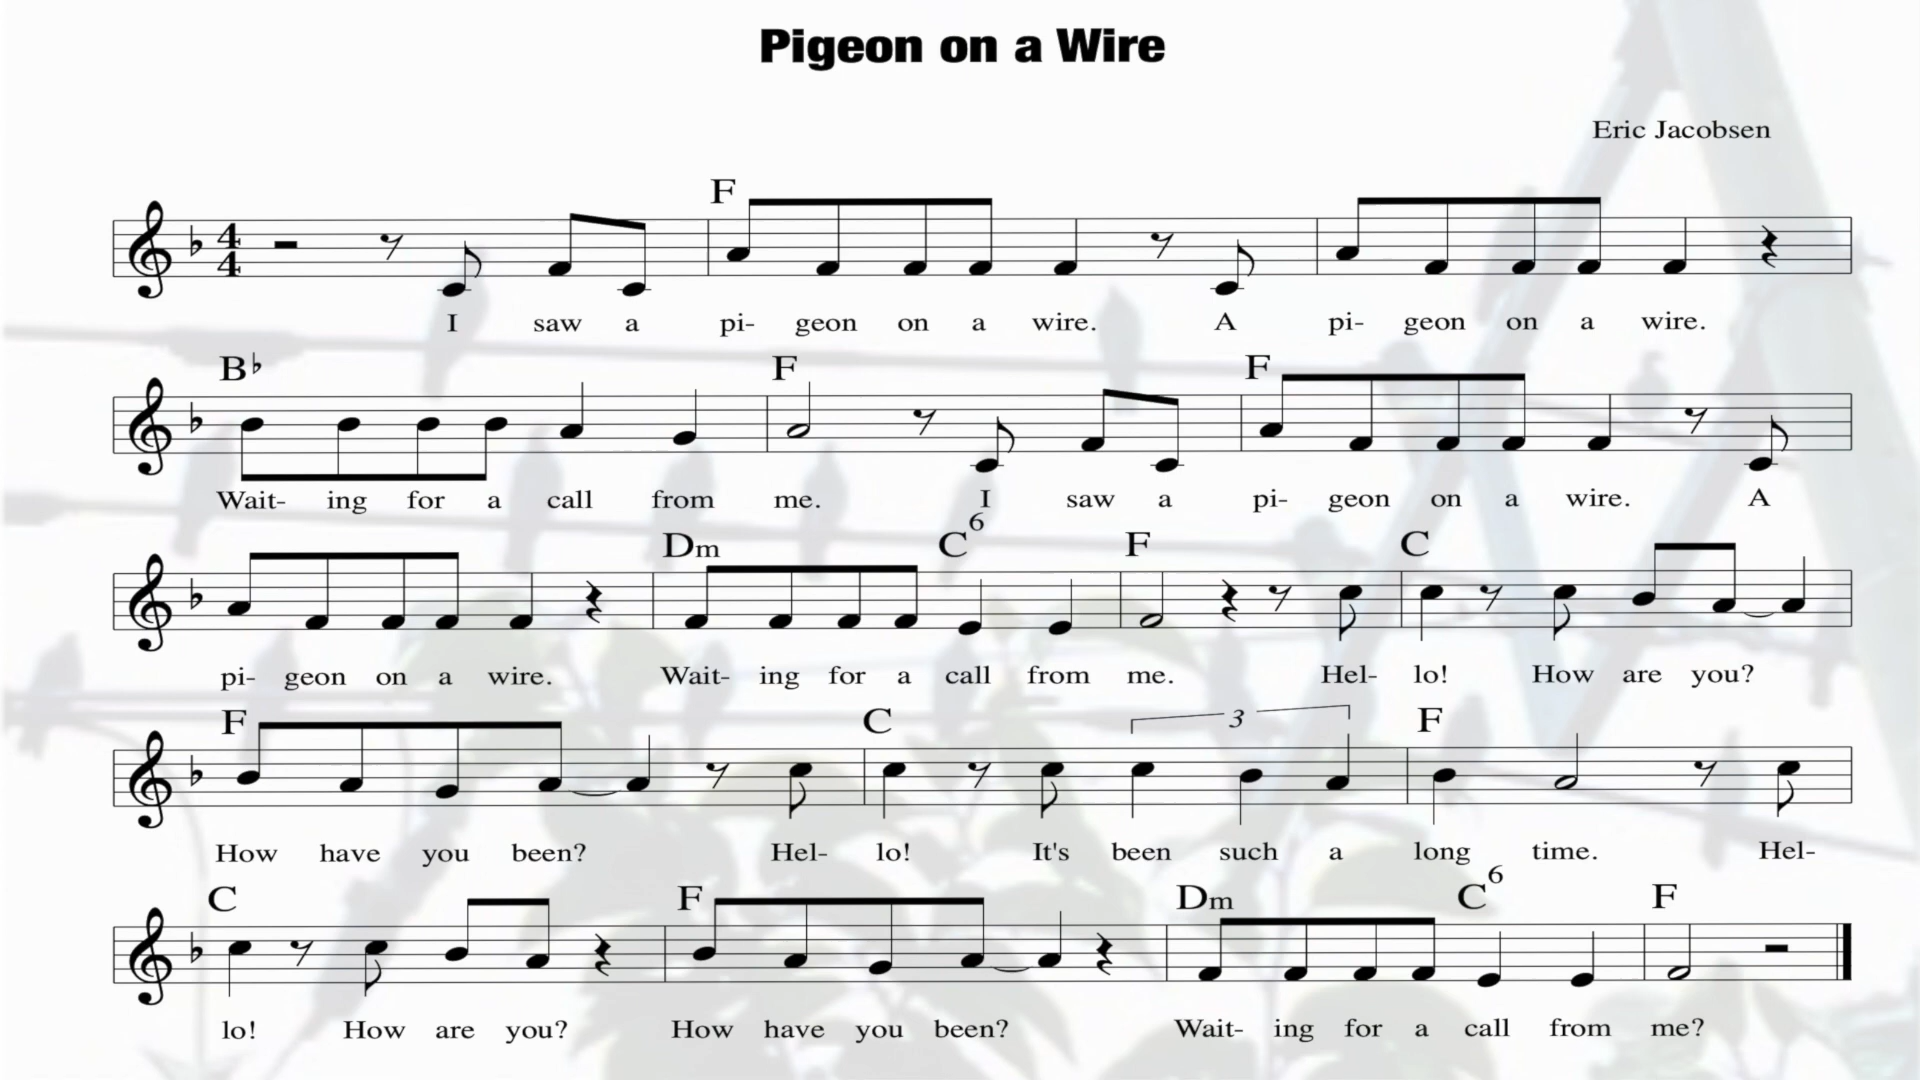 Pigeon on a Wire
Eric Jacobsen
F
I saw a pi- geon on a wire. A pi- geon on a wire.
B♭ F F
Wait- ing for a call from me. I saw a pi- geon on a wire. A
Dm C6 F C
pi- geon on a wire. Wait- ing for a call from me. Hel- lo! How are you?
F C 3 F
How have you been? Hel- lo! It's been such a long time. Hel-
C F Dm C6 F
lo! How are you? How have you been? Wait- ing for a call from me?